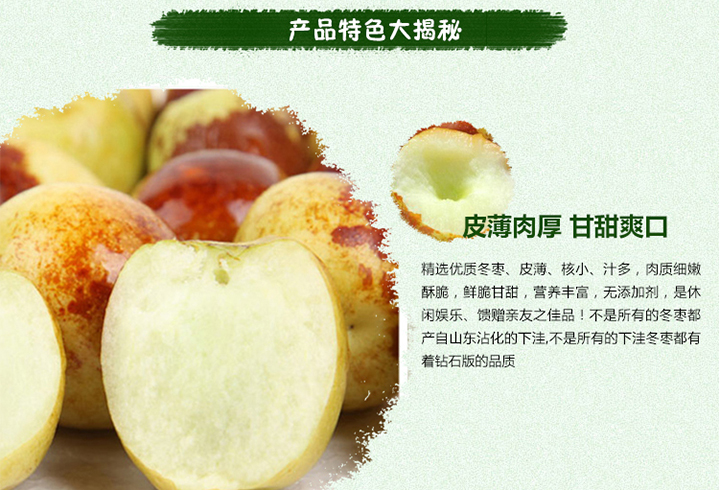 产品特色大揭秘
皮薄肉厚 甘甜爽口
精选优质冬枣、皮薄、核小、汁多，肉质细嫩
酥脆，鲜脆甘甜，营养丰富，无添加剂，是休
闲娱乐、馈赠亲友之佳品！不是所有的冬枣都
产自山东沾化的下洼,不是所有的下洼冬枣都有
着钻石版的品质